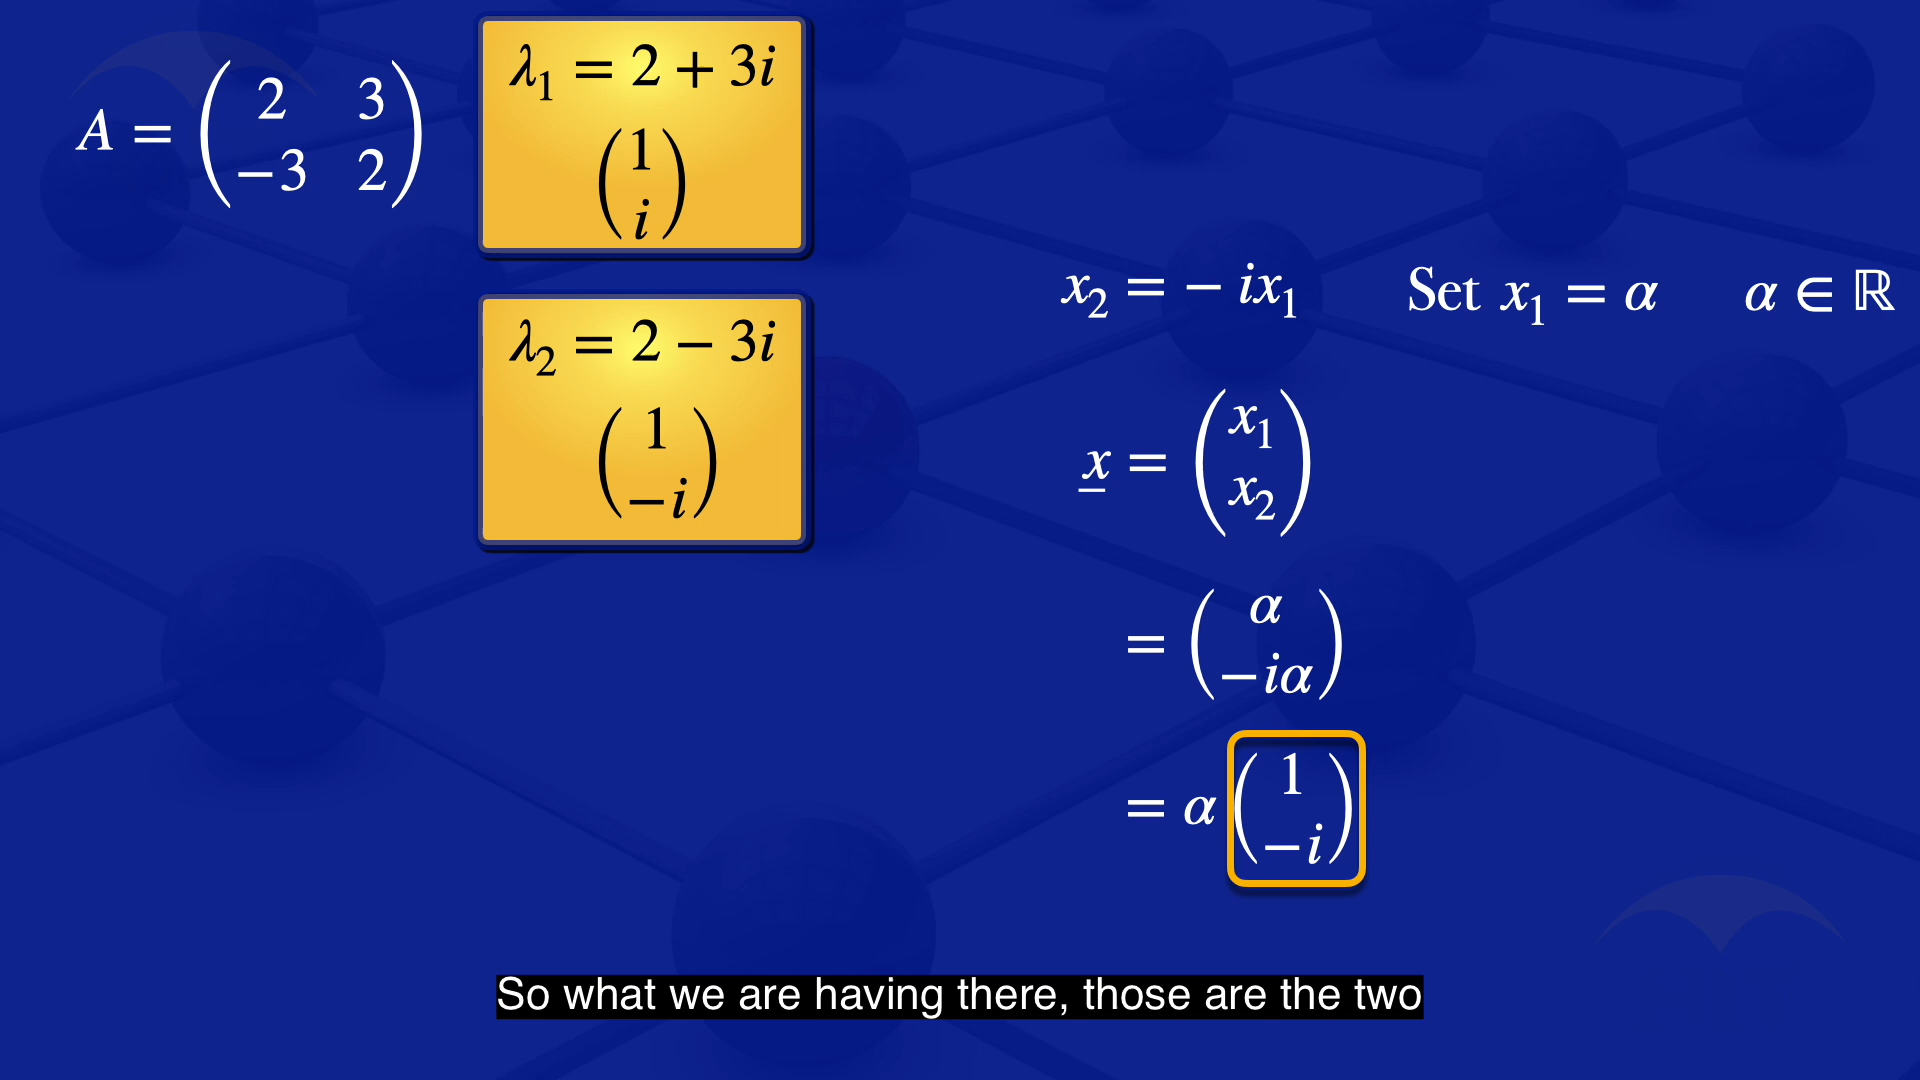 A = ( 2 3
−3 2 )
λ₁ = 2 + 3i
( 1
i )
λ₂ = 2 − 3i
( 1
−i )
x₂ = − ix₁ Set x₁ = α α ∈ ℝ
x = ( x₁
x₂ )
= ( α
−iα )
= α ( 1
−i )
So what we are having there, those are the two